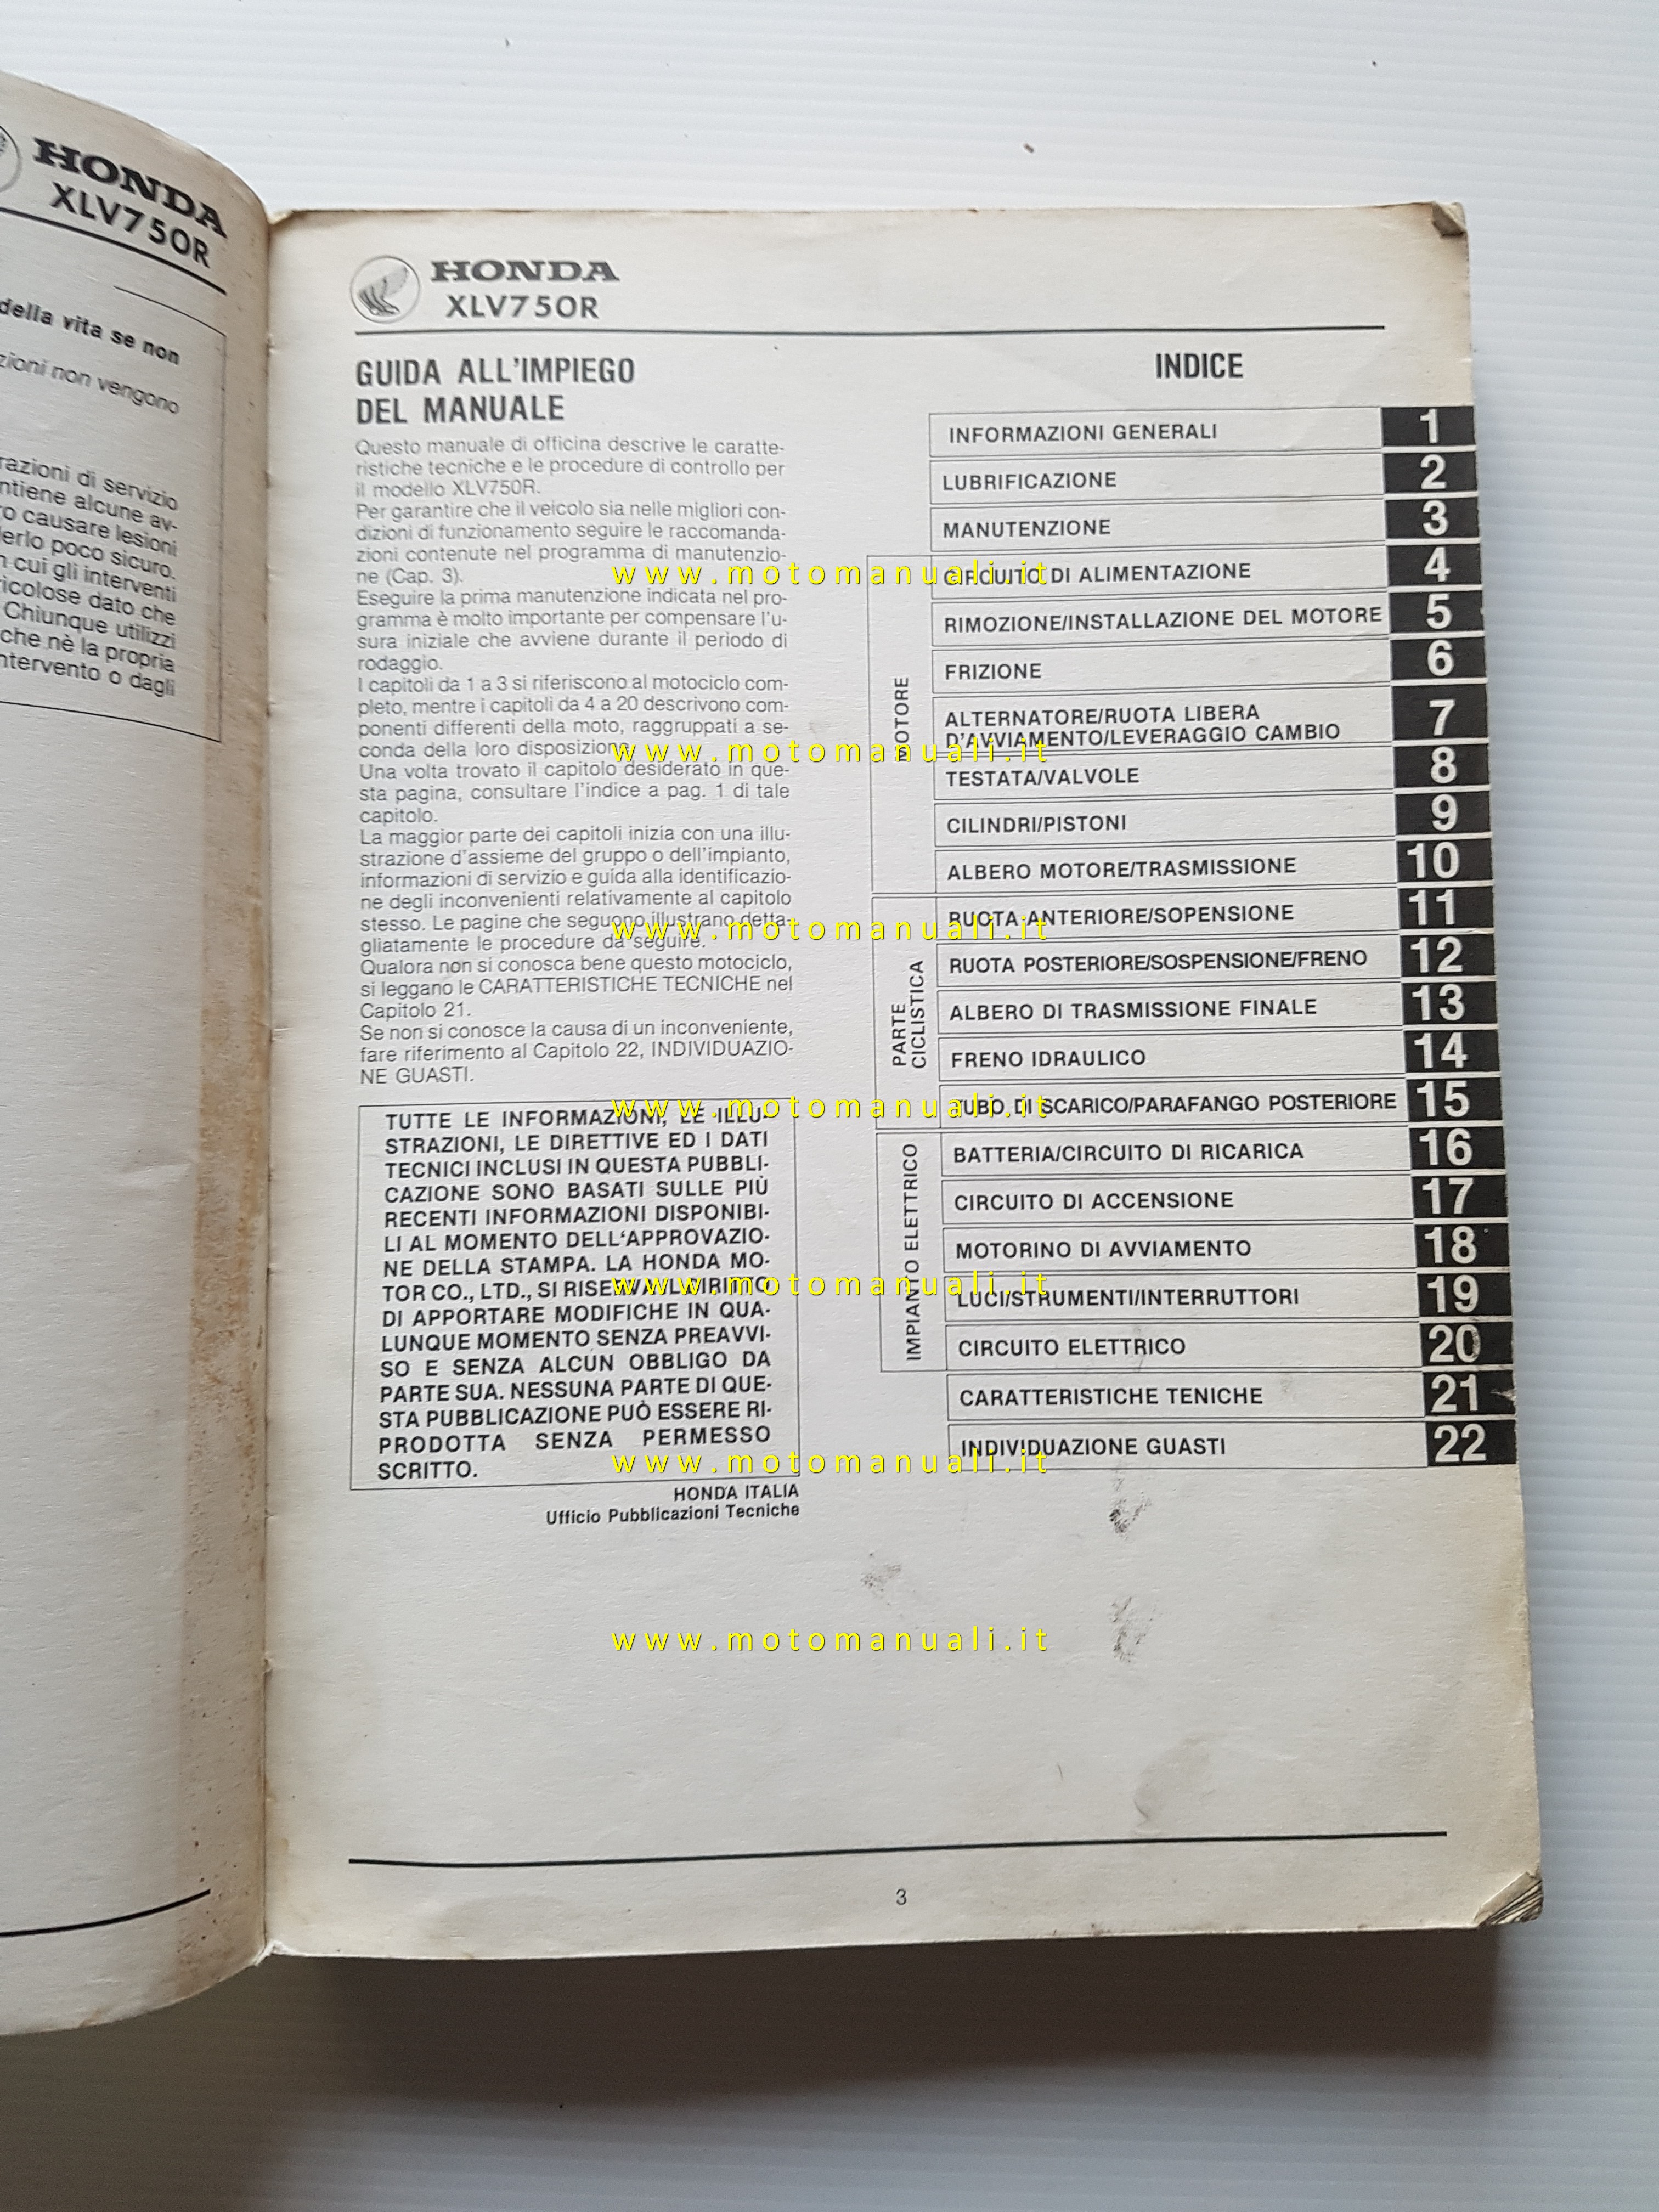 HONDA
XLV750R
della vita se non
zioni non vengono
razioni di servizio
ntiene alcune av-
ro causare lesioni
derlo poco sicuro.
n cui gli interventi
ricolose dato che
Chiunque utilizzi
che nè la propria
ntervento o dagli
HONDA
XLV750R
GUIDA ALL'IMPIEGO
DEL MANUALE
Questo manuale di officina descrive le caratte-
ristiche tecniche e le procedure di controllo per
il modello XLV750R.
Per garantire che il veicolo sia nelle migliori con-
dizioni di funzionamento seguire le raccomanda-
zioni contenute nel programma di manutenzio-
ne (Cap. 3).
Eseguire la prima manutenzione indicata nel pro-
gramma è molto importante per compensare l'u-
sura iniziale che avviene durante il periodo di
rodaggio.
I capitoli da 1 a 3 si riferiscono al motociclo com-
pleto, mentre i capitoli da 4 a 20 descrivono com-
ponenti differenti della moto, raggruppati a se-
conda della loro disposizione.
Una volta trovato il capitolo desiderato in que-
sta pagina, consultare l'indice a pag. 1 di tale
capitolo.
La maggior parte dei capitoli inizia con una illu-
strazione d'assieme del gruppo o dell'impianto,
informazioni di servizio e guida alla identificazio-
ne degli inconvenienti relativamente al capitolo
stesso. Le pagine che seguono illustrano detta-
gliatamente le procedure da seguire.
Qualora non si conosca bene questo motociclo,
si leggano le CARATTERISTICHE TECNICHE nel
Capitolo 21.
Se non si conosce la causa di un inconveniente,
fare riferimento al Capitolo 22, INDIVIDUAZIO-
NE GUASTI.
TUTTE LE INFORMAZIONI, LE ILLU-
STRAZIONI, LE DIRETTIVE ED I DATI
TECNICI INCLUSI IN QUESTA PUBBLI-
CAZIONE SONO BASATI SULLE PIÙ
RECENTI INFORMAZIONI DISPONIBI-
LI AL MOMENTO DELL'APPROVAZIO-
NE DELLA STAMPA. LA HONDA MO-
TOR CO., LTD., SI RISERVA IL DIRITTO
DI APPORTARE MODIFICHE IN QUA-
LUNQUE MOMENTO SENZA PREAVVI-
SO E SENZA ALCUN OBBLIGO DA
PARTE SUA. NESSUNA PARTE DI QUE-
STA PUBBLICAZIONE PUÒ ESSERE RI-
PRODOTTA SENZA PERMESSO
SCRITTO.
HONDA ITALIA
Ufficio Pubblicazioni Tecniche
INDICE
INFORMAZIONI GENERALI 1
LUBRIFICAZIONE 2
MANUTENZIONE 3
MOTORE
CIRCUITO DI ALIMENTAZIONE 4
RIMOZIONE/INSTALLAZIONE DEL MOTORE 5
FRIZIONE 6
ALTERNATORE/RUOTA LIBERA
D'AVVIAMENTO/LEVERAGGIO CAMBIO 7
TESTATA/VALVOLE 8
CILINDRI/PISTONI 9
ALBERO MOTORE/TRASMISSIONE 10
PARTE
CICLISTICA
RUOTA ANTERIORE/SOPENSIONE 11
RUOTA POSTERIORE/SOSPENSIONE/FRENO 12
ALBERO DI TRASMISSIONE FINALE 13
FRENO IDRAULICO 14
TUBO DI SCARICO/PARAFANGO POSTERIORE 15
IMPIANTO ELETTRICO
BATTERIA/CIRCUITO DI RICARICA 16
CIRCUITO DI ACCENSIONE 17
MOTORINO DI AVVIAMENTO 18
LUCI/STRUMENTI/INTERRUTTORI 19
CIRCUITO ELETTRICO 20
CARATTERISTICHE TENICHE 21
INDIVIDUAZIONE GUASTI 22
www.motomanuali.it
www.motomanuali.it
www.motomanuali.it
www.motomanuali.it
www.motomanuali.it
www.motomanuali.it
www.motomanuali.it
3